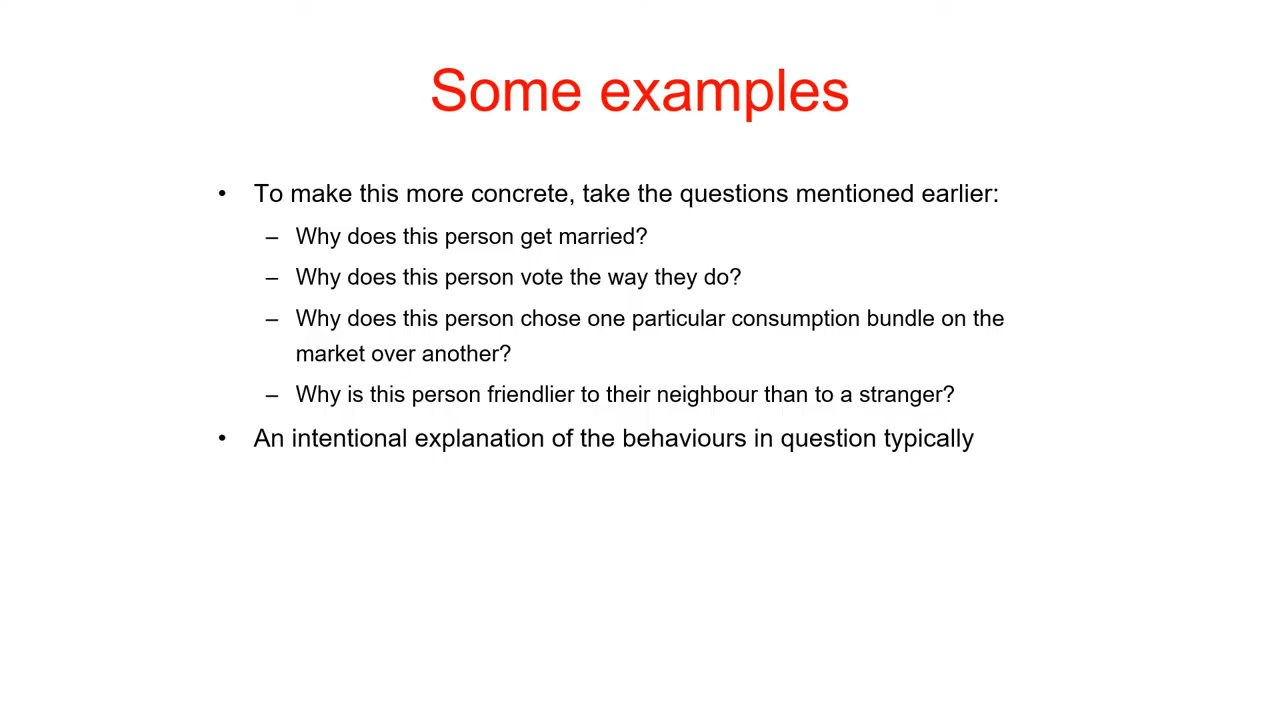 Some examples
• To make this more concrete, take the questions mentioned earlier:
– Why does this person get married?
– Why does this person vote the way they do?
– Why does this person chose one particular consumption bundle on the
market over another?
– Why is this person friendlier to their neighbour than to a stranger?
• An intentional explanation of the behaviours in question typically